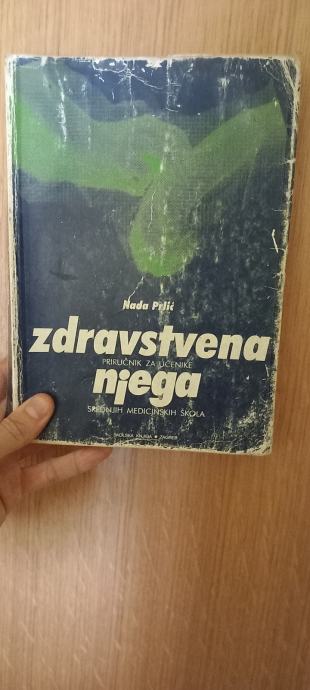 Nada Prlić
zdravstvena
PRIRUČNIK ZA UČENIKE
njega
SREDNJIH MEDICINSKIH ŠKOLA
ŠKOLSKA KNJIGA • ZAGREB